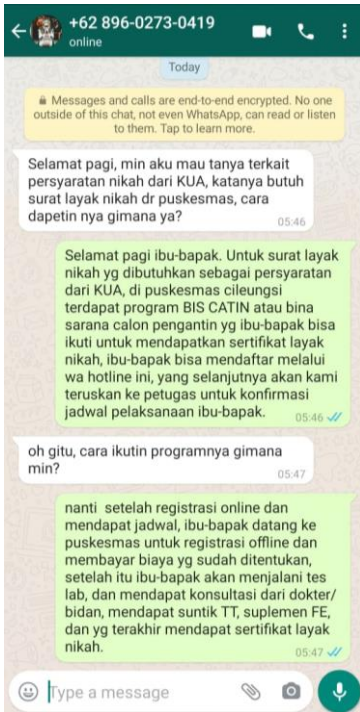 +62 896-0273-0419
online
Today
Messages and calls are end-to-end encrypted. No one
outside of this chat, not even WhatsApp, can read or listen
to them. Tap to learn more.
Selamat pagi, min aku mau tanya terkait
persyaratan nikah dari KUA, katanya butuh
surat layak nikah dr puskesmas, cara
dapetin nya gimana ya?
05:46
Selamat pagi ibu-bapak. Untuk surat layak
nikah yg dibutuhkan sebagai persyaratan
dari KUA, di puskesmas cileungsi
terdapat program BIS CATIN atau bina
sarana calon pengantin yg ibu-bapak bisa
ikuti untuk mendapatkan sertifikat layak
nikah, ibu-bapak bisa mendaftar melalui
wa hotline ini, yang selanjutnya akan kami
teruskan ke petugas untuk konfirmasi
jadwal pelaksanaan ibu-bapak.
05:46
oh gitu, cara ikutin programnya gimana
min?
05:47
nanti setelah registrasi online dan
mendapat jadwal, ibu-bapak datang ke
puskesmas untuk registrasi offline dan
membayar biaya yg sudah ditentukan,
setelah itu ibu-bapak akan menjalani tes
lab, dan mendapat konsultasi dari dokter/
bidan, mendapat suntik TT, suplemen FE,
dan yg terakhir mendapat sertifikat layak
nikah.
05:47
Type a message